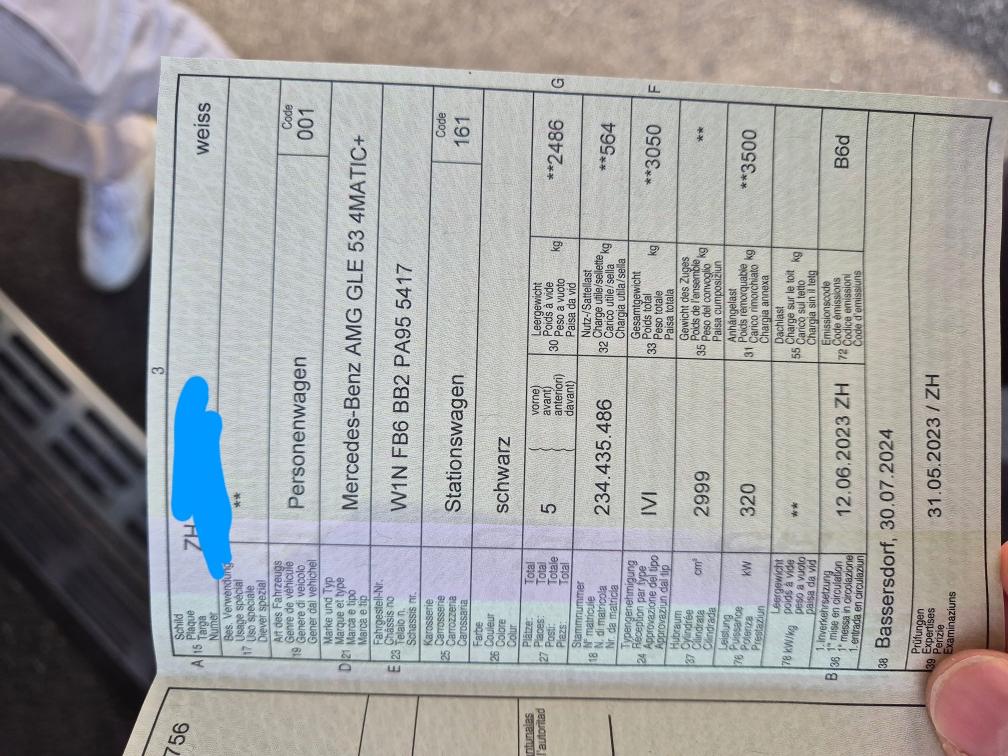 3
A 15 Schild
Plaque
Targa
Numer
ZH
weiss
17 Bes. Verwendung
Usage spécial
Uso speciale
Diever spezial
**
19 Art des Fahrzeugs
Genre de véhicule
Genere di veicolo
Gener dal vehichel
Personenwagen
Code
001
D 21 Marke und Typ
Marque et type
Marca e tipo
Marca e tip
Mercedes-Benz AMG GLE 53 4MATIC+
E 23 Fahrgestell-Nr.
Châssis no
Telaio n.
Schassis nr.
W1N FB6 BB2 PA95 5417
25 Karosserie
Carrosserie
Carrozzeria
Carossaria
Stationswagen
Code
161
26 Farbe
Couleur
Colore
Colur
schwarz
27 Plätze:
Places:
Posti:
Plazs:
Total
Total
Totale
Total
5
vorne)
avant)
anteriori)
davant)
30 Leergewicht
Poids à vide
Peso a vuoto
Paisa da vid
kg
**2486
G
18 Stammnummer
N° matricule
N. di matricola
Nr. da matricla
234.435.486
32 Nutz-/Sattellast
Charge utile/sellette
Carico utile/sella
Chargia utila/sella
kg
**564
24 Typengenehmigung
Réception par type
Approvazione del tipo
Approvaziun dal tip
IVI
33 Gesamtgewicht
Poids total
Peso totale
Paisa totala
kg
**3050
F
37 Hubraum
Cylindrée
Cilindrata
Cilindrada
cm³
2999
35 Gewicht des Zuges
Poids de l'ensemble
Peso del convoglio
Paisa cumposiziun
kg
**
76 Leistung
Puissance
Potenza
Prestaziun
kW
320
31 Anhängelast
Poids remorquable
Carico rimorchiato
Chargia annexa
kg
**3500
78 kW/kg
Leergewicht
poids à vide
peso a vuoto
paisa da vid
**
55 Dachlast
Charge sur le toit
Carico sul tetto
Chargia sin il tetg
kg
B 36 1. Inverkehrsetzung
1re mise en circulation
1a messa in circolazione
1. entrada en circulaziun
12.06.2023 ZH
72 Emissionscode
Code émissions
Codice emissioni
Code d'emissiuns
B6d
38 Bassersdorf, 30.07.2024
39 Prüfungen
Expertises
Perizie
Examinaziuns
31.05.2023 / ZH
756
l'autoritad